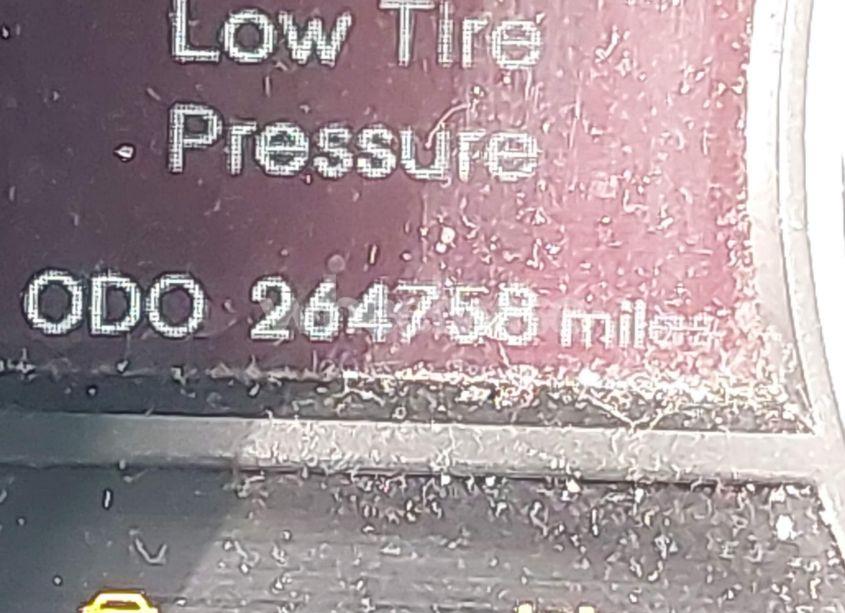 Low Tire
Pressure
ODO 264758 miles